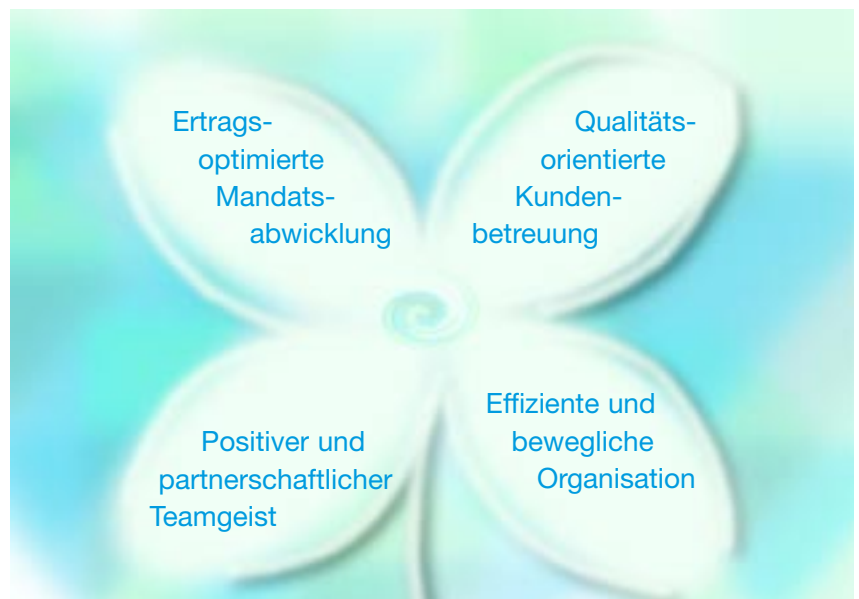 Ertrags-
optimierte
Mandats-
abwicklung
Qualitäts-
orientierte
Kunden-
betreuung
Positiver und
partnerschaftlicher
Teamgeist
Effiziente und
bewegliche
Organisation